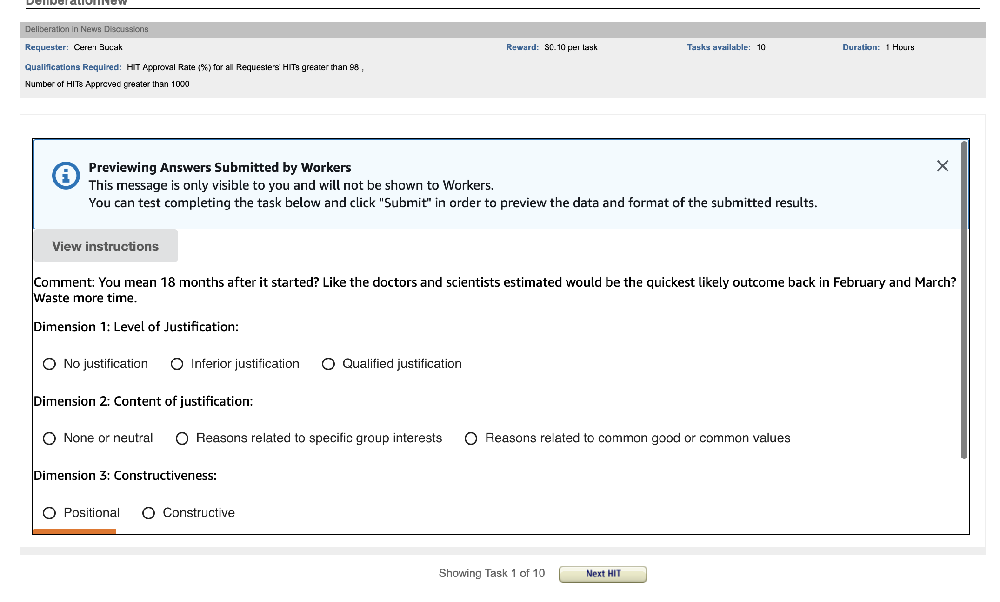 DeliberationNew
Deliberation in News Discussions
Requester: Ceren Budak Reward: $0.10 per task Tasks available: 10 Duration: 1 Hours
Qualifications Required: HIT Approval Rate (%) for all Requesters' HITs greater than 98 ,
Number of HITs Approved greater than 1000
Previewing Answers Submitted by Workers
This message is only visible to you and will not be shown to Workers.
You can test completing the task below and click "Submit" in order to preview the data and format of the submitted results.
View instructions
Comment: You mean 18 months after it started? Like the doctors and scientists estimated would be the quickest likely outcome back in February and March?
Waste more time.
Dimension 1: Level of Justification:
No justification Inferior justification Qualified justification
Dimension 2: Content of justification:
None or neutral Reasons related to specific group interests Reasons related to common good or common values
Dimension 3: Constructiveness:
Positional Constructive
Showing Task 1 of 10 Next HIT